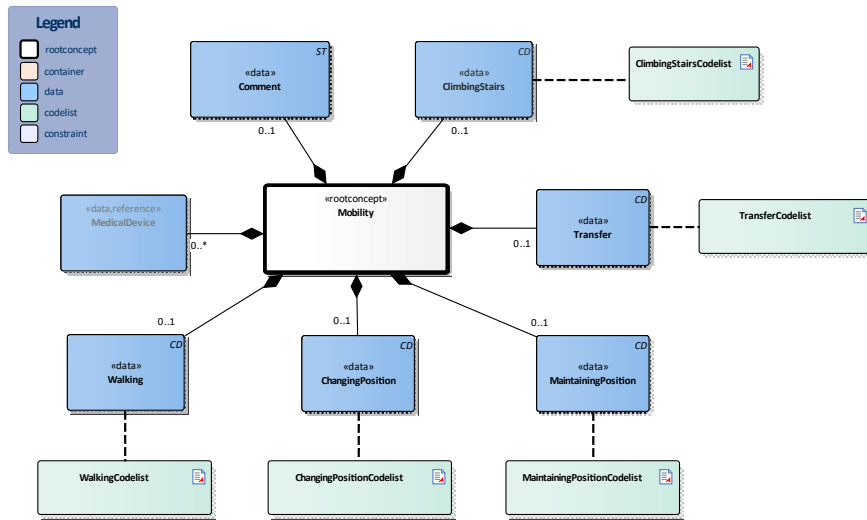 Legend
rootconcept
container
data
codelist
constraint
ST
«data»
Comment
0..1
CD
«data»
ClimbingStairs
0..1
ClimbingStairsCodelist
«data,reference»
MedicalDevice
0..*
«rootconcept»
Mobility
CD
«data»
Transfer
0..1
TransferCodelist
0..1
CD
«data»
Walking
0..1
CD
«data»
ChangingPosition
0..1
CD
«data»
MaintainingPosition
WalkingCodelist
ChangingPositionCodelist
MaintainingPositionCodelist